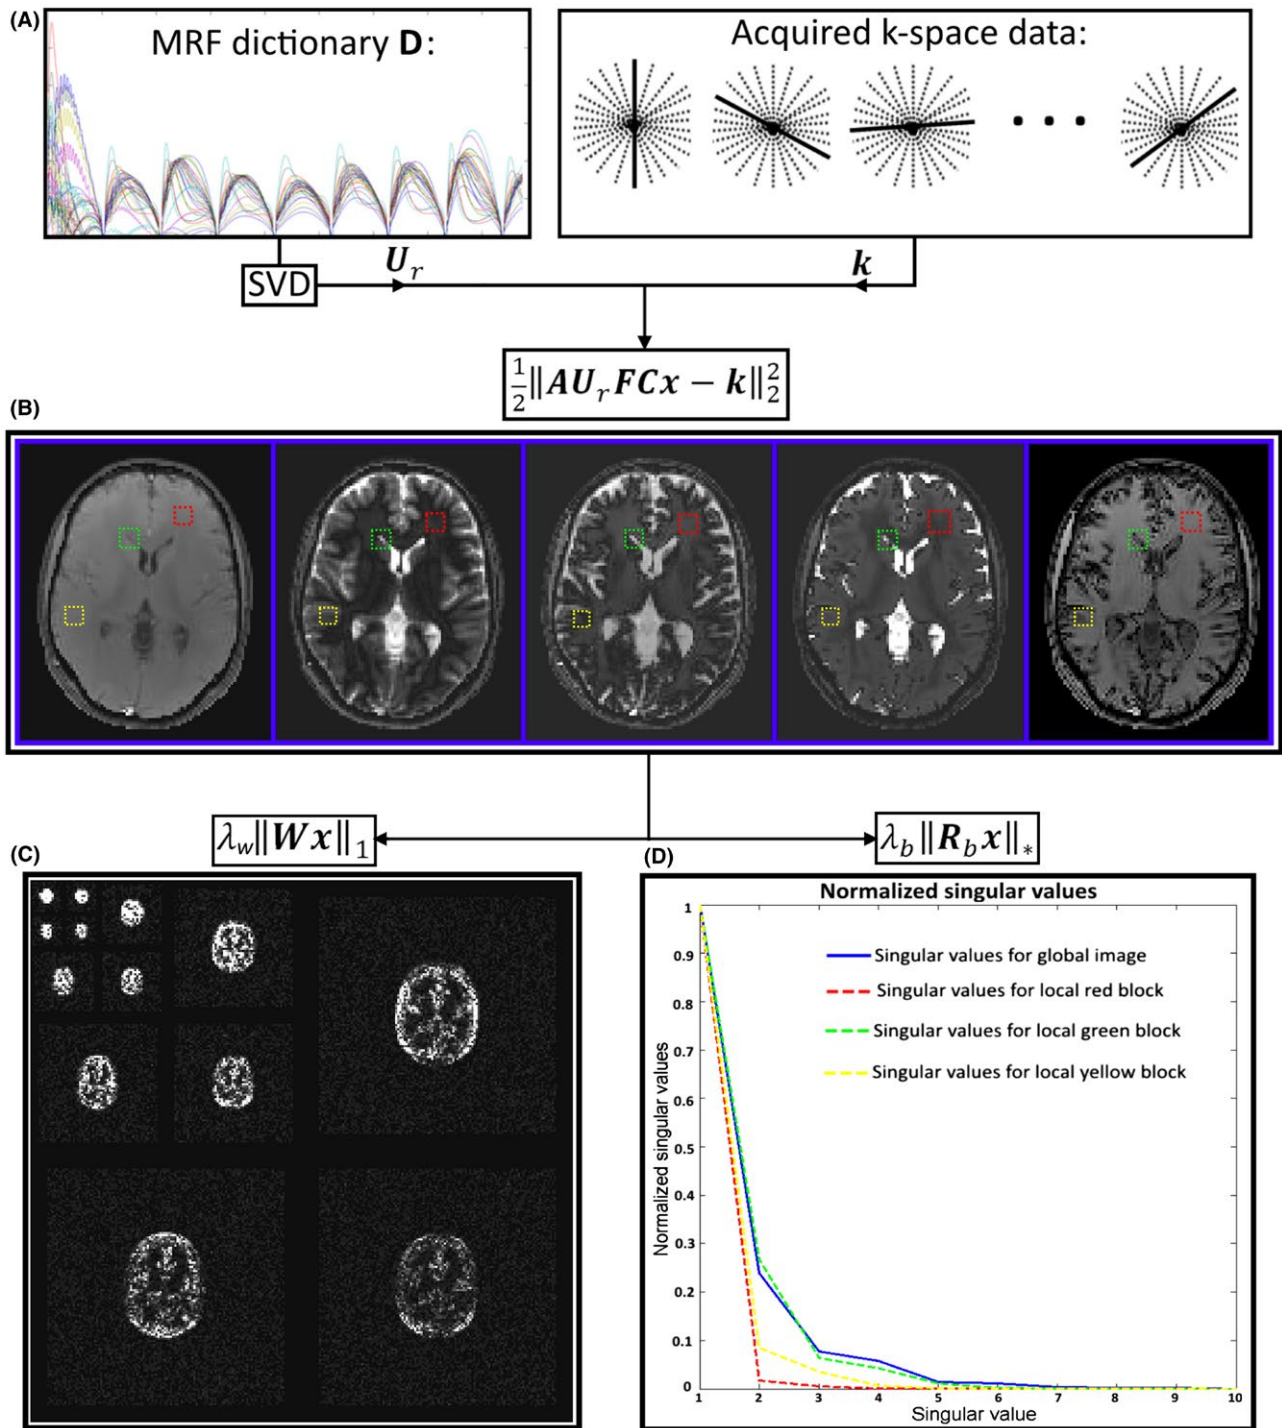 (A)
MRF dictionary D:
Acquired k-space data:
SVD
U_r
k
½‖AU_rFCx − k‖₂²
(B)
λ_w‖Wx‖₁
λ_b‖R_bx‖_*
(C)
(D)
Normalized singular values
Normalized singular values
1
0.9
0.8
0.7
0.6
0.5
0.4
0.3
0.2
0.1
0
Singular values for global image
Singular values for local red block
Singular values for local green block
Singular values for local yellow block
1 2 3 4 5 6 7 8 9 10
Singular value